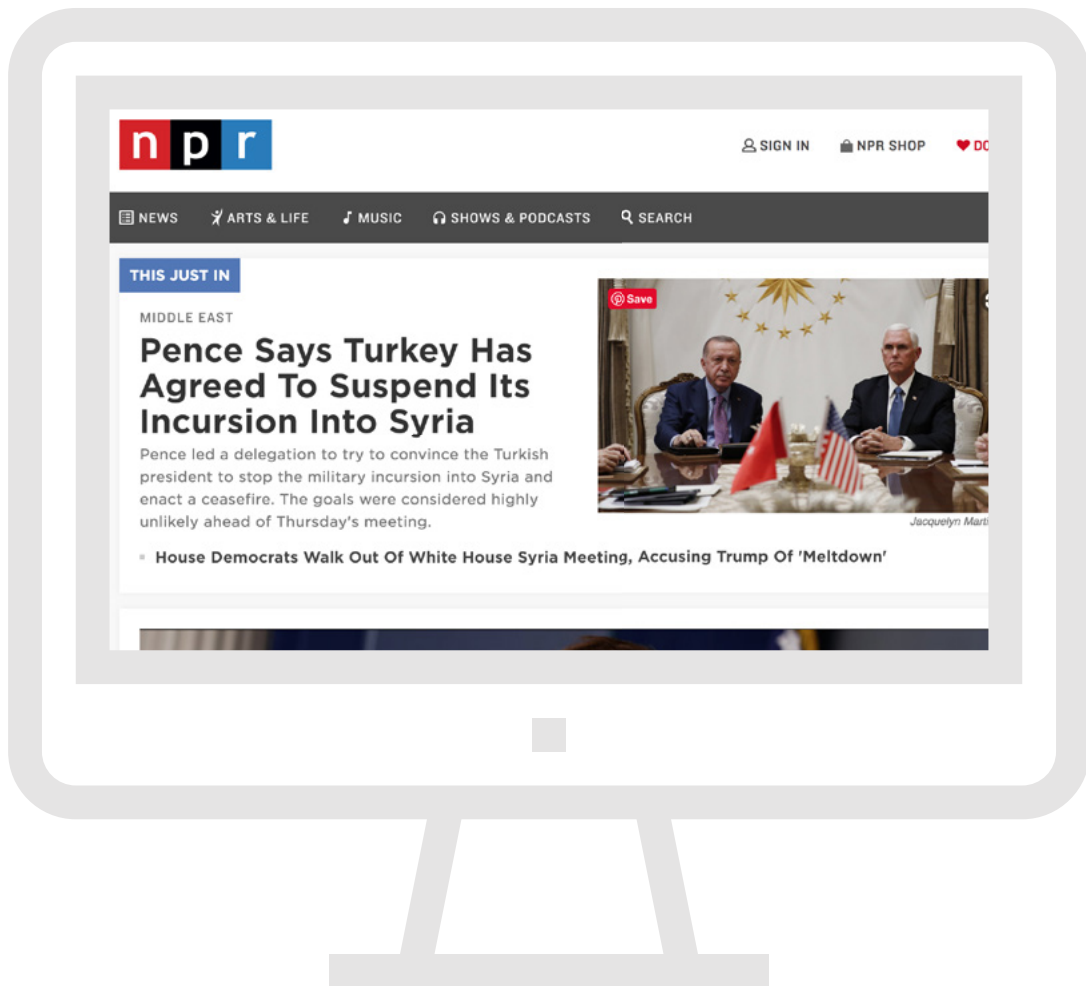 npr
SIGN IN NPR SHOP
NEWS ARTS & LIFE MUSIC SHOWS & PODCASTS SEARCH
THIS JUST IN
Save
MIDDLE EAST
Pence Says Turkey Has
Agreed To Suspend Its
Incursion Into Syria
Pence led a delegation to try to convince the Turkish
president to stop the military incursion into Syria and
enact a ceasefire. The goals were considered highly
unlikely ahead of Thursday's meeting.
Jacquelyn
House Democrats Walk Out Of White House Syria Meeting, Accusing Trump Of 'Meltdown'